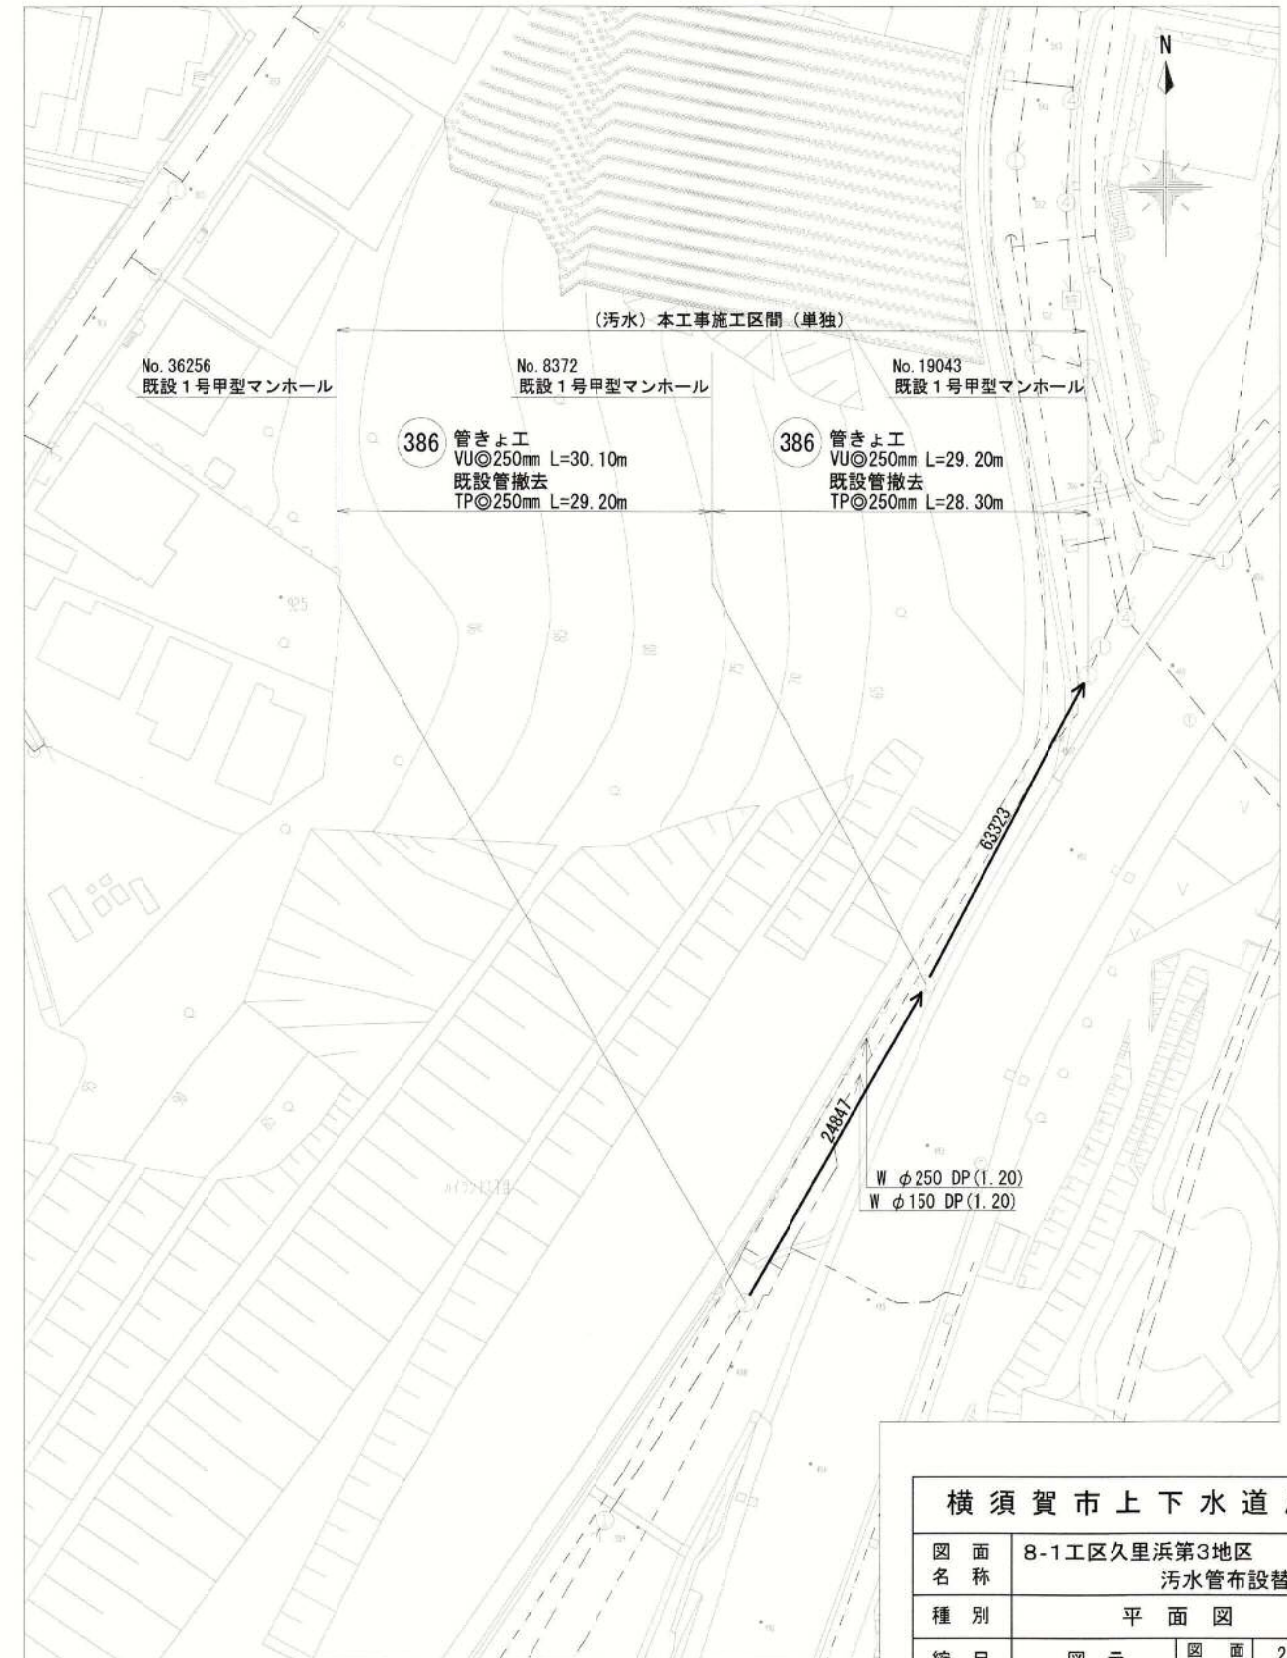 N
(汚水) 本工事施工区間 (単独)
No. 36256
既設1号甲型マンホール
No. 8372
既設1号甲型マンホール
No. 19043
既設1号甲型マンホール
386
管きょ工
VU◎250mm L=30.10m
既設管撤去
TP◎250mm L=29.20m
386
管きょ工
VU◎250mm L=29.20m
既設管撤去
TP◎250mm L=28.30m
925
75
70
65
63323
24847
W φ250 DP(1.20)
W φ150 DP(1.20)
横須賀市上下水道
図面名称
8-1工区久里浜第3地区
汚水管布設替
種別
平面図
図面
2